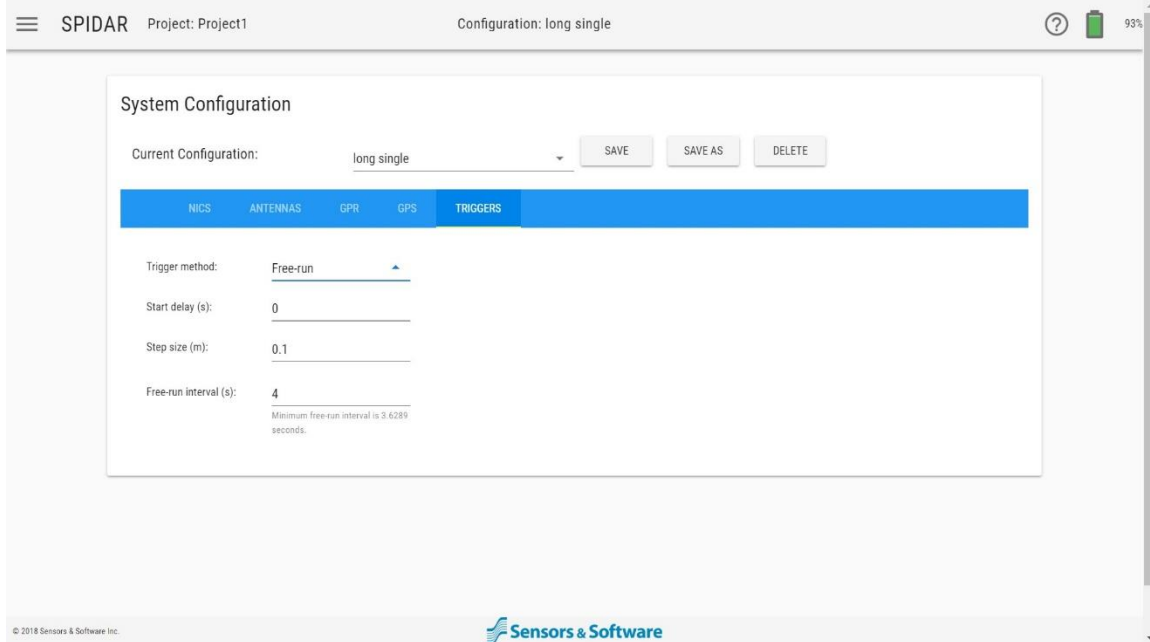 SPIDAR Project: Project1 Configuration: long single ? 93%
System Configuration
Current Configuration: long single SAVE SAVE AS DELETE
NICS ANTENNAS GPR GPS TRIGGERS
Trigger method: Free-run
Start delay (s): 0
Step size (m): 0.1
Free-run interval (s): 4
Minimum free-run interval is 3.6289
seconds.
© 2018 Sensors & Software Inc. Sensors & Software